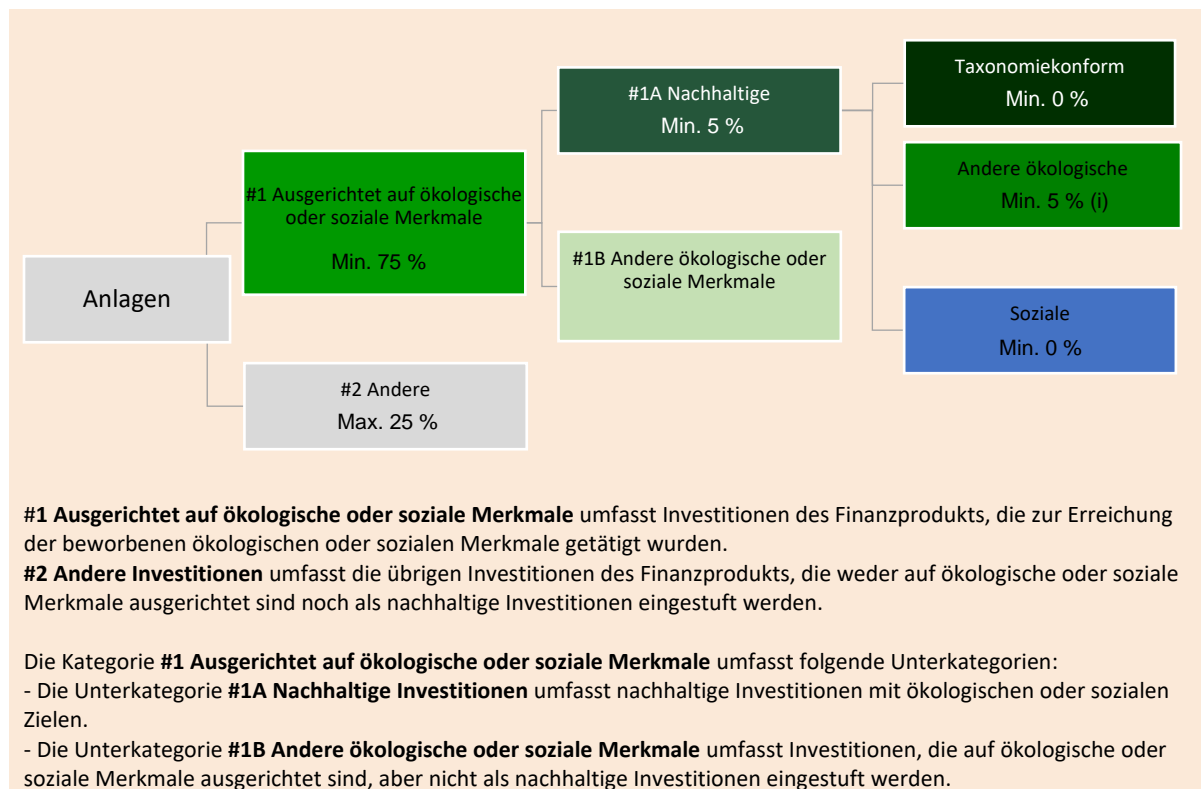 Anlagen
#1 Ausgerichtet auf ökologische
oder soziale Merkmale
Min. 75 %
#2 Andere
Max. 25 %
#1A Nachhaltige
Min. 5 %
#1B Andere ökologische oder
soziale Merkmale
Taxonomiekonform
Min. 0 %
Andere ökologische
Min. 5 % (i)
Soziale
Min. 0 %
#1 Ausgerichtet auf ökologische oder soziale Merkmale umfasst Investitionen des Finanzprodukts, die zur Erreichung
der beworbenen ökologischen oder sozialen Merkmale getätigt wurden.
#2 Andere Investitionen umfasst die übrigen Investitionen des Finanzprodukts, die weder auf ökologische oder soziale
Merkmale ausgerichtet sind noch als nachhaltige Investitionen eingestuft werden.
Die Kategorie #1 Ausgerichtet auf ökologische oder soziale Merkmale umfasst folgende Unterkategorien:
- Die Unterkategorie #1A Nachhaltige Investitionen umfasst nachhaltige Investitionen mit ökologischen oder sozialen
Zielen.
- Die Unterkategorie #1B Andere ökologische oder soziale Merkmale umfasst Investitionen, die auf ökologische oder
soziale Merkmale ausgerichtet sind, aber nicht als nachhaltige Investitionen eingestuft werden.